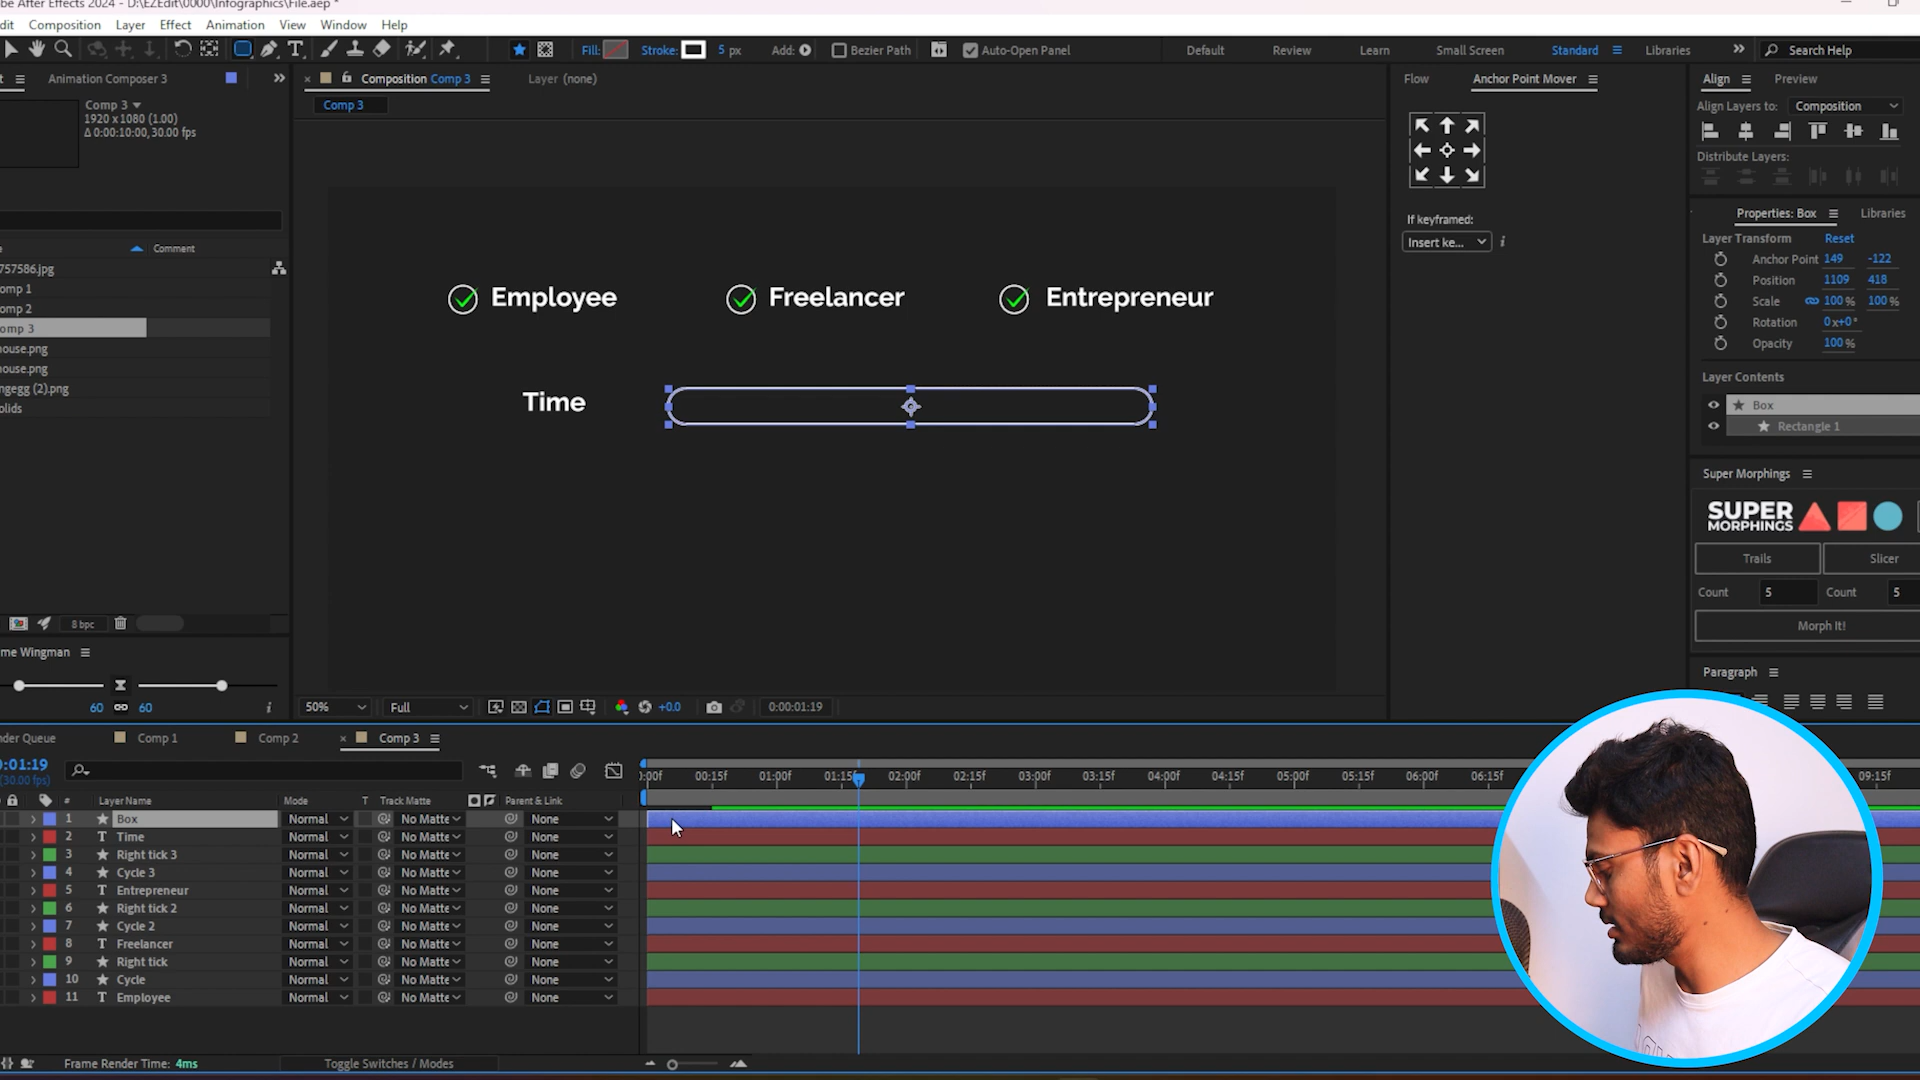 be After Effects 2024 - D:\EZEdit\0000\Infographics\File.aep *
dit Composition Layer Effect Animation View Window Help
Fill: Stroke: 5 px Add: Bezier Path Auto-Open Panel Default Review Learn Small Screen Standard Libraries Search Help
Animation Composer 3
Composition Comp 3
Layer (none)
Comp 3
Comp 3
1920 x 1080 (1.00)
Δ 0:00:10:00, 30.00 fps
Comment
757586.jpg
omp 1
omp 2
omp 3
ouse.png
ouse.png
ngegg (2).png
olids
8 bpc
me Wingman
60 60
Employee Freelancer Entrepreneur
Time
50% Full +0.0 0:00:01:19
Flow Anchor Point Mover
If keyframed:
Insert ke...
Align Preview
Align Layers to: Composition
Distribute Layers:
Properties: Box Libraries
Layer Transform Reset
Anchor Point 149 -122
Position 1109 418
Scale 100 % 100 %
Rotation 0x+0°
Opacity 100 %
Layer Contents
Box
Rectangle 1
Super Morphings
SUPER
MORPHINGS
Trails Slicer
Count 5 Count 5
Morph It!
Paragraph
der Queue Comp 1 Comp 2 Comp 3
0:01:19
(30.00 fps)
:00f 00:15f 01:00f 01:15f 02:00f 02:15f 03:00f 03:15f 04:00f 04:15f 05:00f 05:15f 06:00f 06:15f 09:15f
# Layer Name Mode T Track Matte Parent & Link
1 Box Normal No Matte None
2 T Time Normal No Matte None
3 Right tick 3 Normal No Matte None
4 Cycle 3 Normal No Matte None
5 T Entrepreneur Normal No Matte None
6 Right tick 2 Normal No Matte None
7 Cycle 2 Normal No Matte None
8 T Freelancer Normal No Matte None
9 Right tick Normal No Matte None
10 Cycle Normal No Matte None
11 T Employee Normal No Matte None
Frame Render Time: 4ms Toggle Switches / Modes